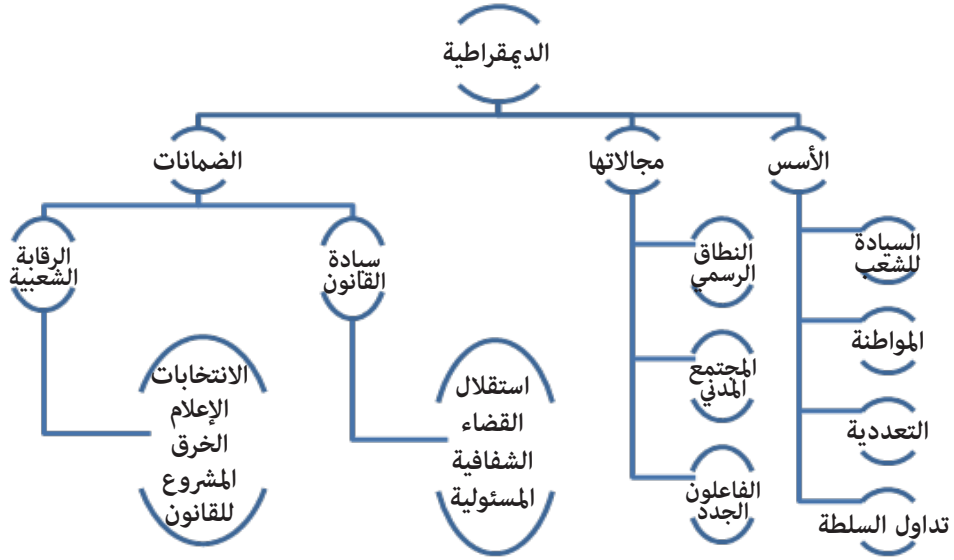 الديمقراطية
الأسس
مجالاتها
الضمانات
السيادة
للشعب
المواطنة
التعددية
تداول السلطة
النطاق
الرسمي
المجتمع
المدني
الفاعلون
الجدد
سيادة
القانون
استقلال
القضاء
الشفافية
المسئولية
الرقابة
الشعبية
الانتخابات
الإعلام
الخرق
المشروع
للقانون